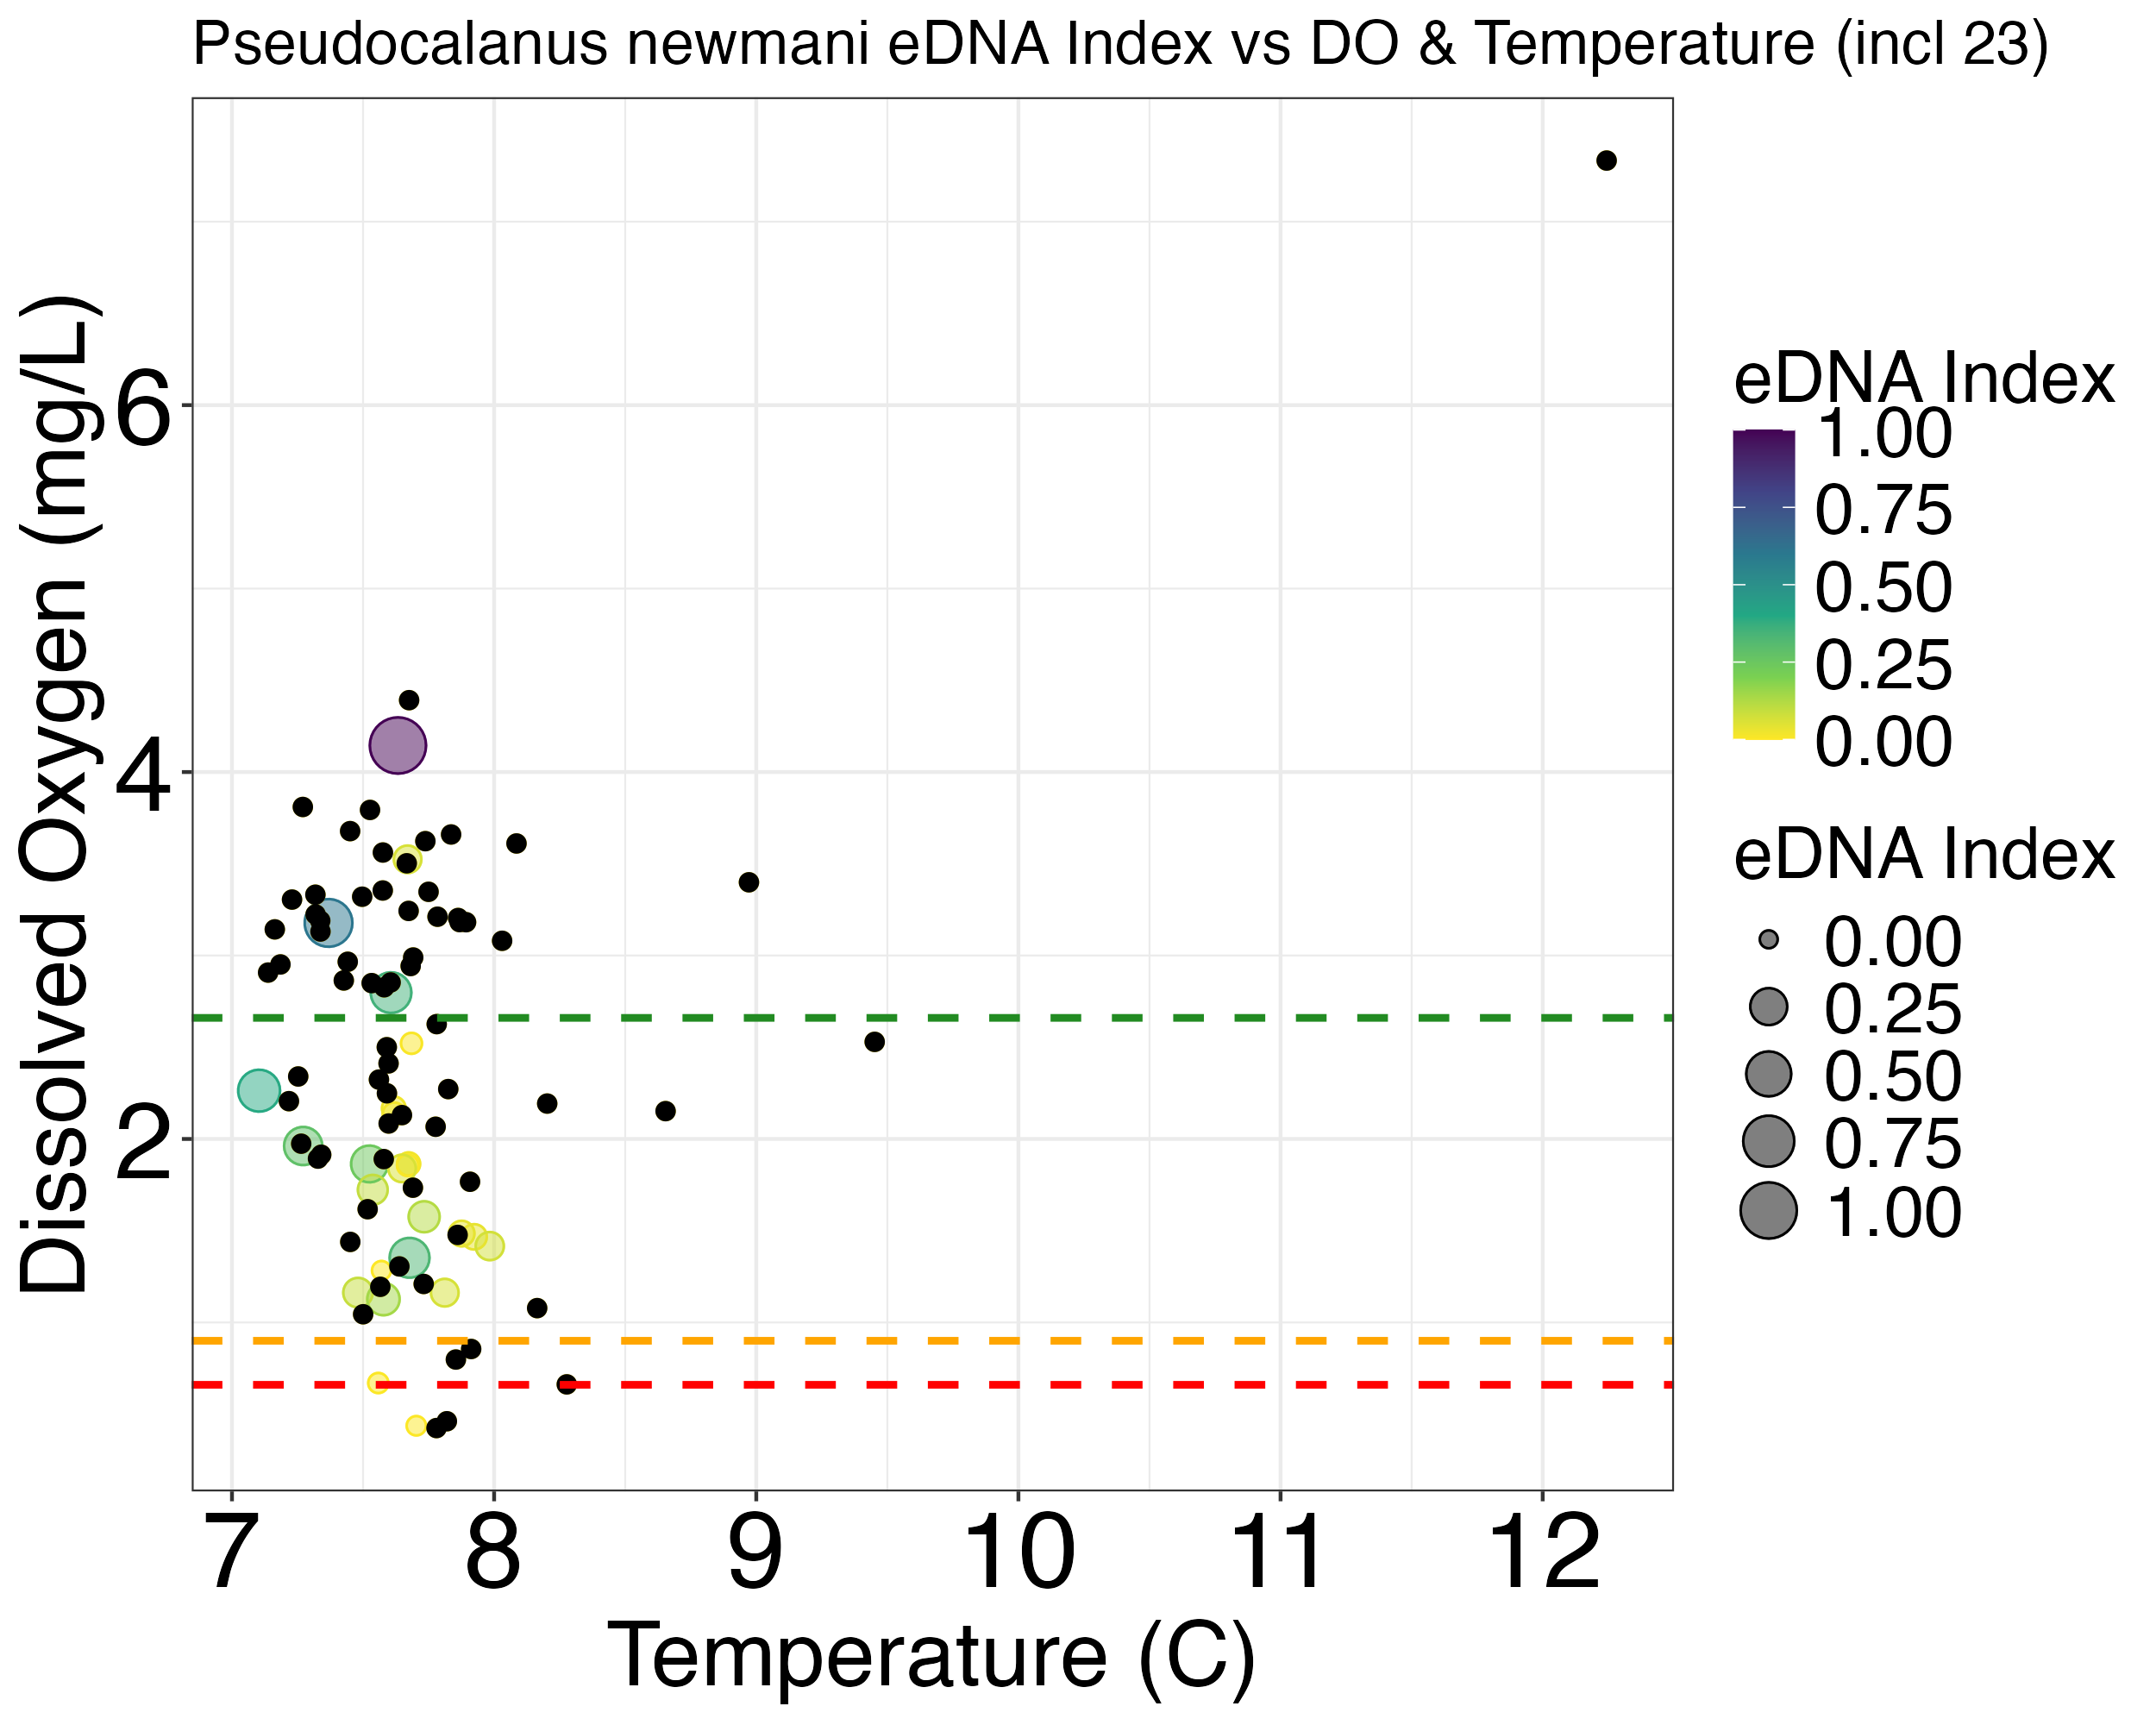 Pseudocalanus newmani eDNA Index vs DO & Temperature (incl 23)
Dissolved Oxygen (mg/L)
6
4
2
7 8 9 10 11 12
Temperature (C)
eDNA Index
1.00
0.75
0.50
0.25
0.00
eDNA Index
0.00
0.25
0.50
0.75
1.00